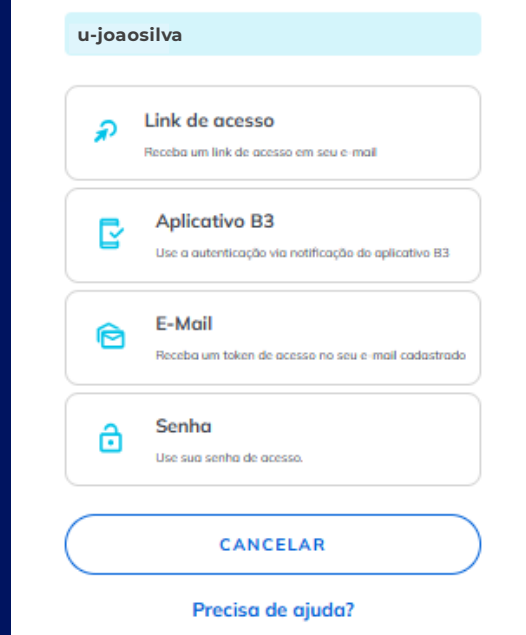 u-joaosilva
Link de acesso
Receba um link de acesso em seu e-mail
Aplicativo B3
Use a autenticação via notificação do aplicativo B3
E-Mail
Receba um token de acesso no seu e-mail cadastrado
Senha
Use sua senha de acesso.
CANCELAR
Precisa de ajuda?